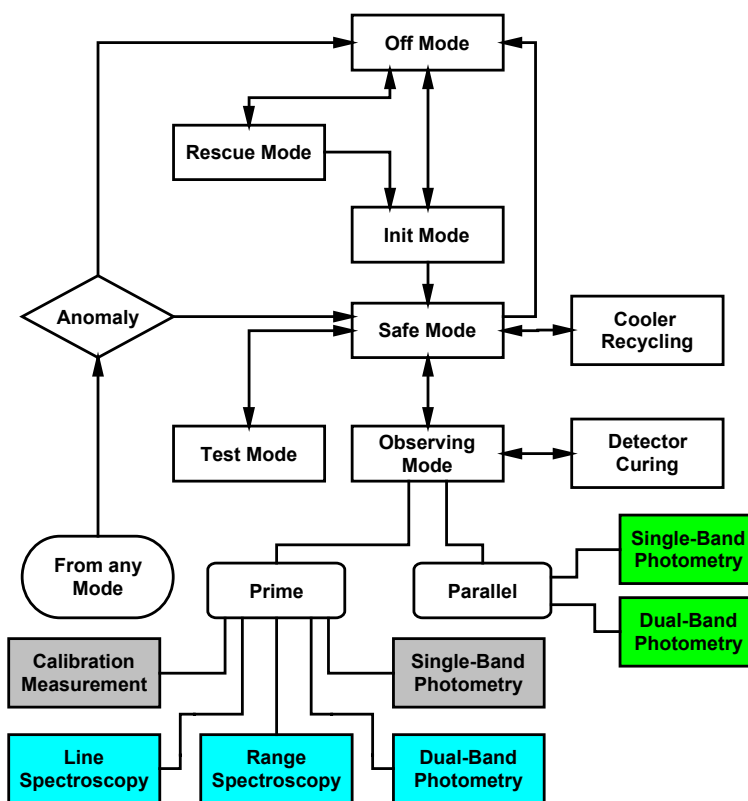 Off Mode
Rescue Mode
Init Mode
Anomaly
Safe Mode
Cooler
Recycling
Test Mode
Observing
Mode
Detector
Curing
From any
Mode
Prime
Parallel
Single-Band
Photometry
Dual-Band
Photometry
Calibration
Measurement
Single-Band
Photometry
Line
Spectroscopy
Range
Spectroscopy
Dual-Band
Photometry